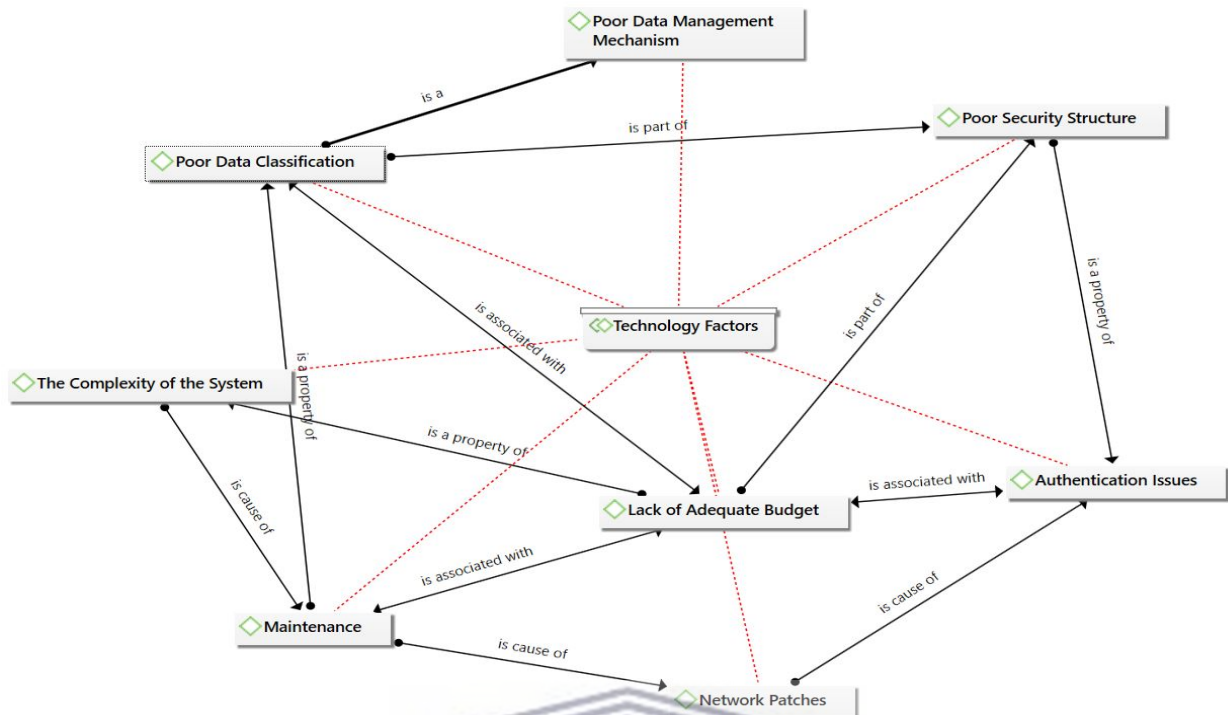 Poor Data Management
Mechanism
is a
is part of
Poor Security Structure
Poor Data Classification
is a property of
is associated with
is part of
Technology Factors
is a property of
The Complexity of the System
is a property of
is cause of
is associated with
Authentication Issues
Lack of Adequate Budget
is associated with
is cause of
Maintenance
is cause of
Network Patches